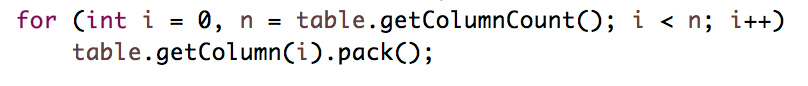 for (int i = 0, n = table.getColumnCount(); i < n; i++)
    table.getColumn(i).pack();